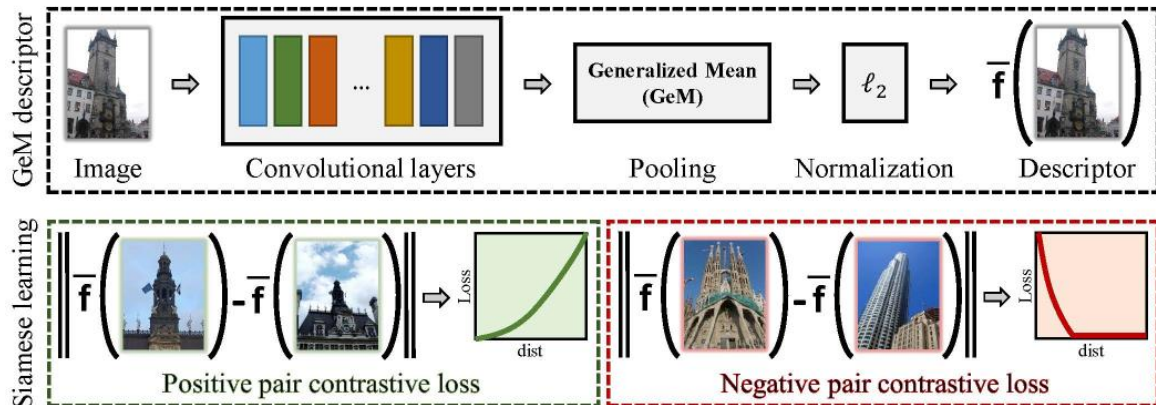 GeM descriptor
Image
Convolutional layers
...
Generalized Mean
(GeM)
Pooling
ℓ₂
Normalization
f̄
Descriptor
Siamese learning
‖ f̄ ( ) - f̄ ( ) ‖
Loss
dist
Positive pair contrastive loss
‖ f̄ ( ) - f̄ ( ) ‖
Loss
dist
Negative pair contrastive loss